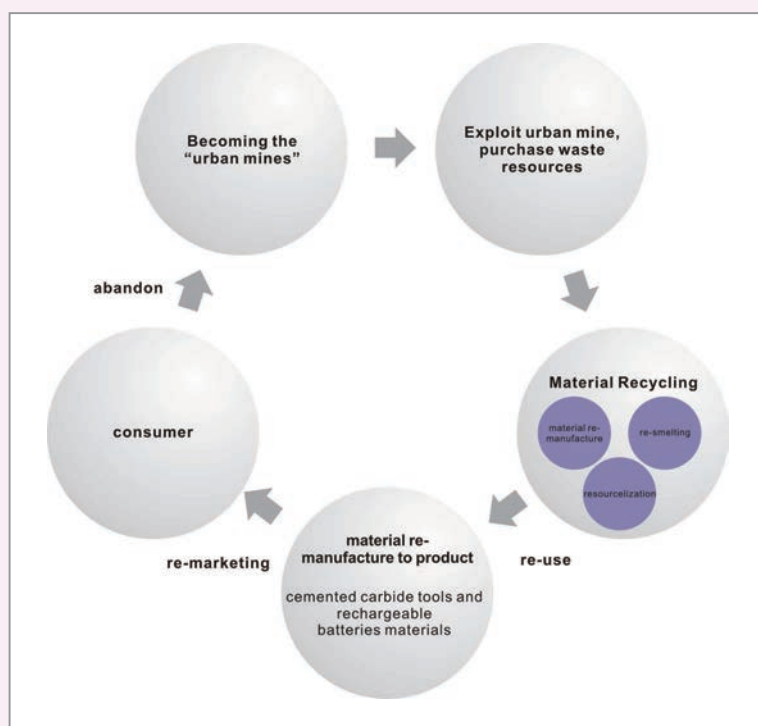 Becoming the
“urban mines”
Exploit urban mine,
purchase waste
resources
abandon
Material Recycling
consumer
material re-
manufacture
re-smelting
resourcelization
material re-
manufacture to product
re-marketing
re-use
cemented carbide tools and
rechargeable
batteries materials